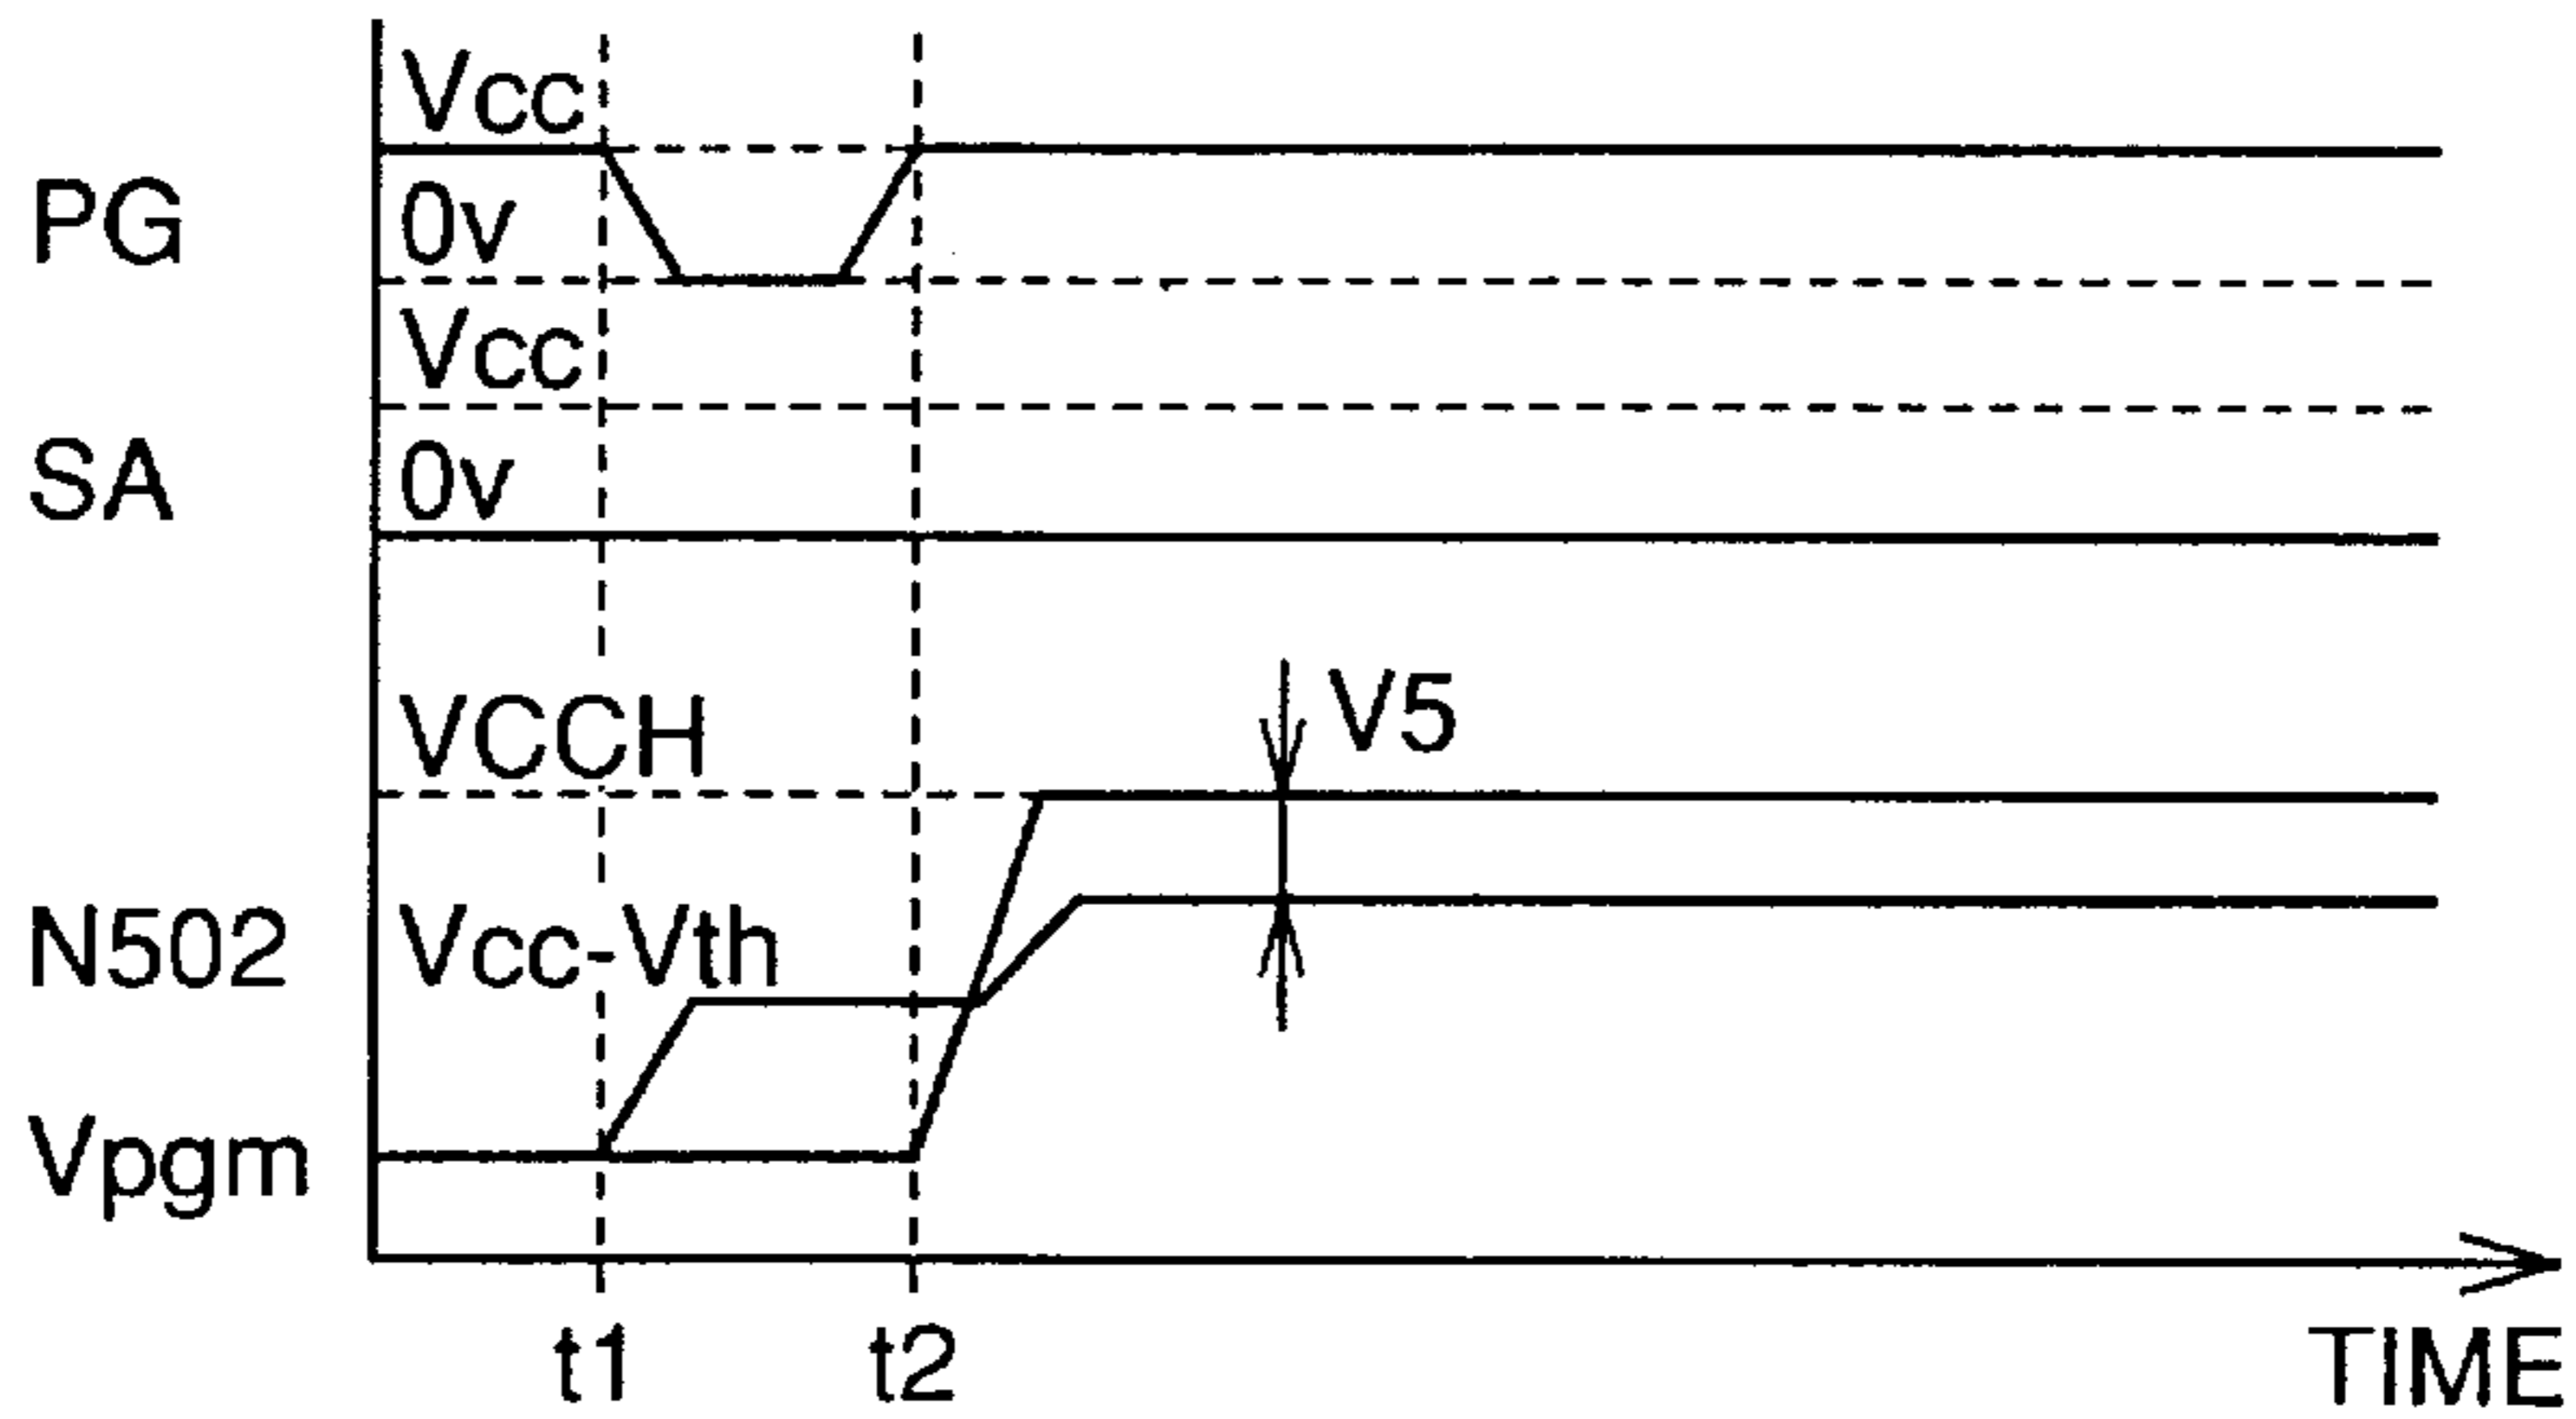 Vcc
PG
0v
Vcc
SA
0v
VCCH
V5
N502
Vcc-Vth
Vpgm
t1
t2
TIME